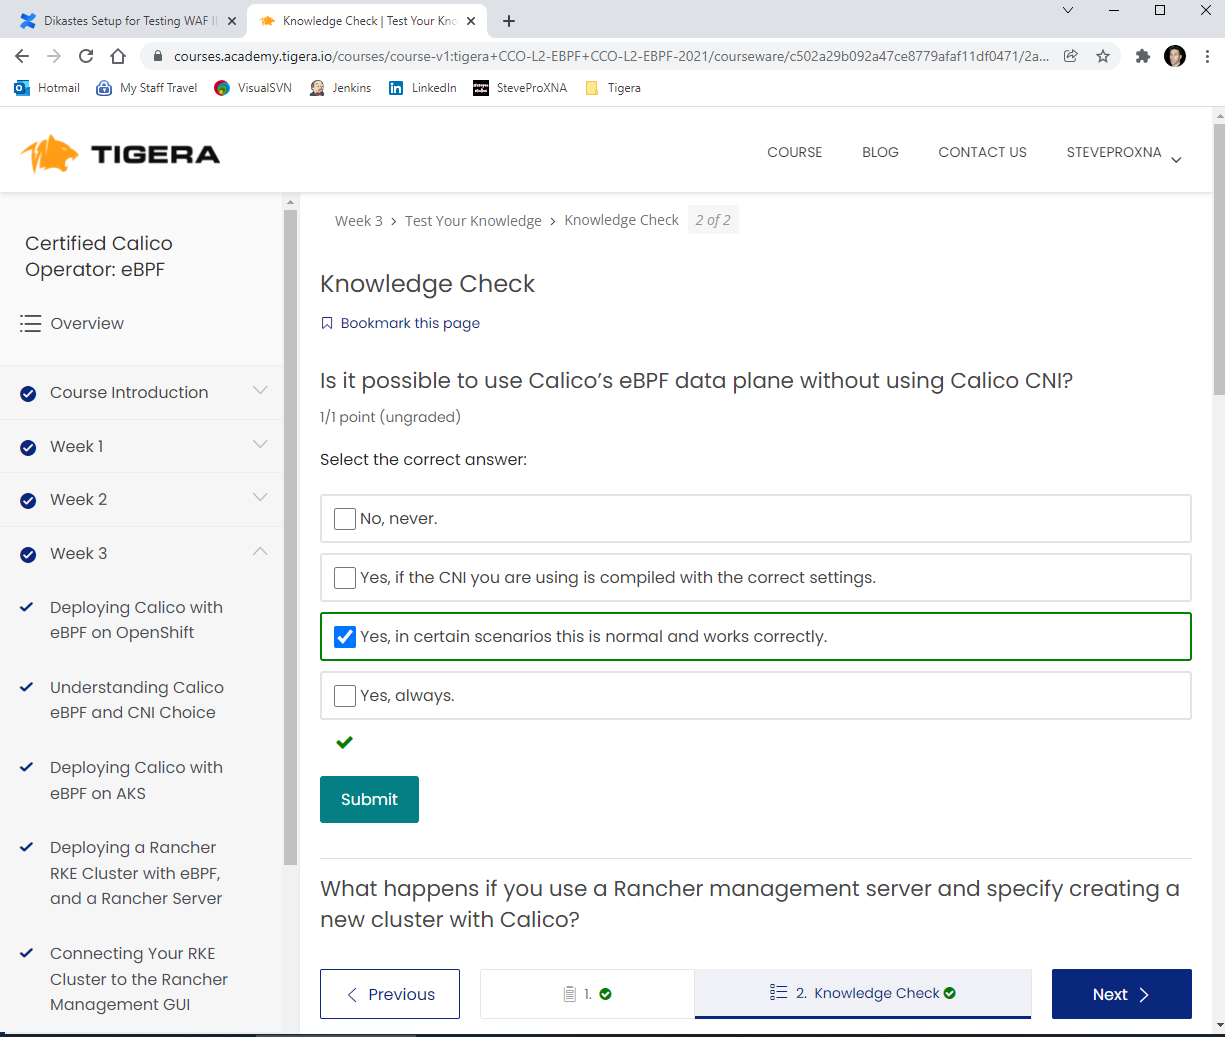 Dikastes Setup for Testing WAF I
Knowledge Check | Test Your Kno
courses.academy.tigera.io/courses/course-v1:tigera+CCO-L2-EBPF+CCO-L2-EBPF-2021/courseware/c502a29b092a47ce8779afaf11df0471/2a...
Hotmail
My Staff Travel
VisualSVN
Jenkins
LinkedIn
SteveProXNA
Tigera
TIGERA
COURSE
BLOG
CONTACT US
STEVEPROXNA
Certified Calico
Operator: eBPF
Overview
Course Introduction
Week 1
Week 2
Week 3
Deploying Calico with
eBPF on OpenShift
Understanding Calico
eBPF and CNI Choice
Deploying Calico with
eBPF on AKS
Deploying a Rancher
RKE Cluster with eBPF,
and a Rancher Server
Connecting Your RKE
Cluster to the Rancher
Management GUI
Week 3 > Test Your Knowledge > Knowledge Check 2 of 2
Knowledge Check
Bookmark this page
Is it possible to use Calico’s eBPF data plane without using Calico CNI?
1/1 point (ungraded)
Select the correct answer:
No, never.
Yes, if the CNI you are using is compiled with the correct settings.
Yes, in certain scenarios this is normal and works correctly.
Yes, always.
Submit
What happens if you use a Rancher management server and specify creating a
new cluster with Calico?
Previous
1.
2. Knowledge Check
Next